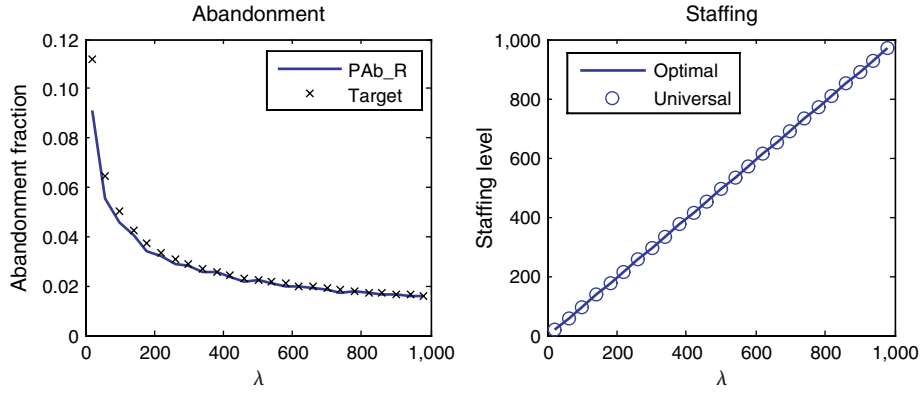 Abandonment
0.12
0.10
0.08
0.06
0.04
0.02
0
Abandonment fraction
PAb_R
Target
0
200
400
600
800
1,000
λ
Staffing
1,000
800
600
400
200
0
Staffing level
Optimal
Universal
0
200
400
600
800
1,000
λ